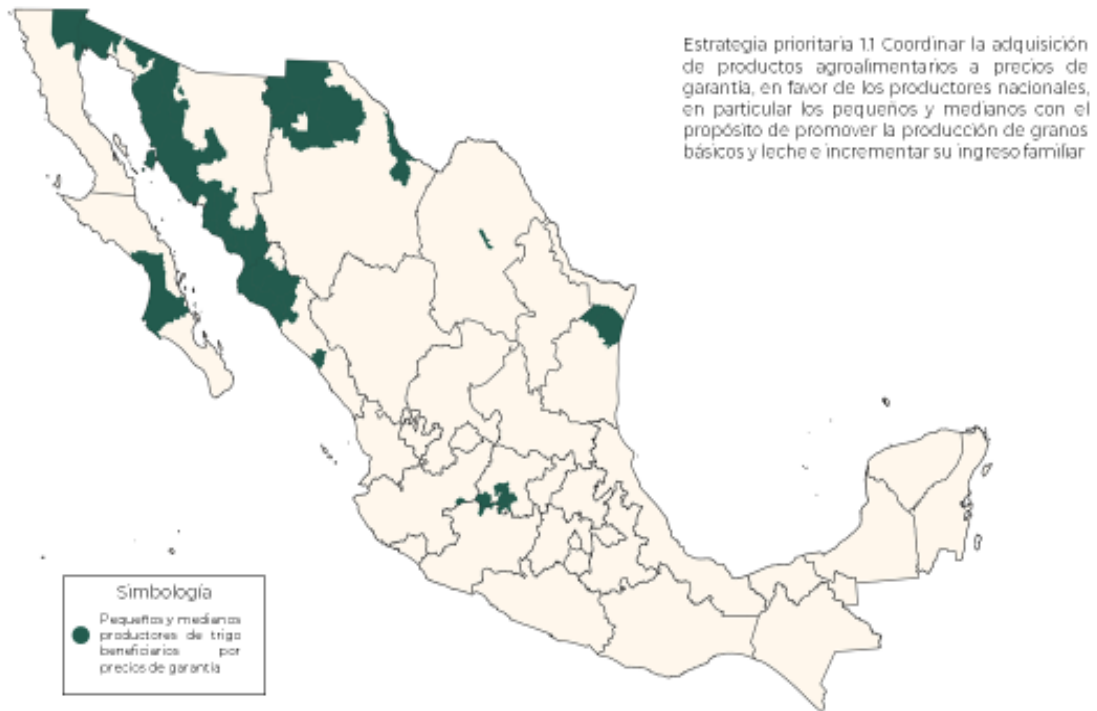 Estrategia prioritaria 1.1 Coordinar la adquisición
de productos agroalimentarios a precios de
garantía, en favor de los productores nacionales,
en particular los pequeños y medianos con el
propósito de promover la producción de granos
básicos y leche e incrementar su ingreso familiar
Simbología
Pequeños y medianos
productores de trigo
beneficiarios por
precios de garantía